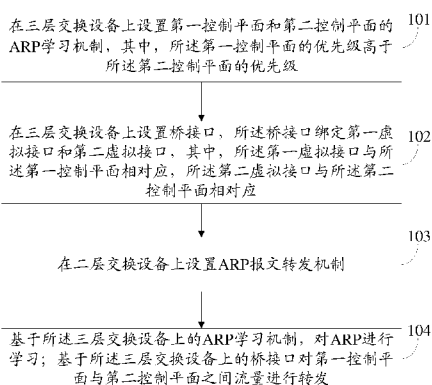 在三层交换设备上设置第一控制平面和第二控制平面的
ARP学习机制，其中，所述第一控制平面的优先级高于
所述第二控制平面的优先级
101
在三层交换设备上设置桥接口，所述桥接口绑定第一虚
拟接口和第二虚拟接口，其中，所述第一虚拟接口与所
述第一控制平面相对应，所述第二虚拟接口与所述第二
控制平面相对应
102
在二层交换设备上设置ARP报文转发机制
103
基于所述三层交换设备上的ARP学习机制，对ARP进行
学习；基于所述三层交换设备上的桥接口对第一控制平
面与第二控制平面之间流量进行转发
104